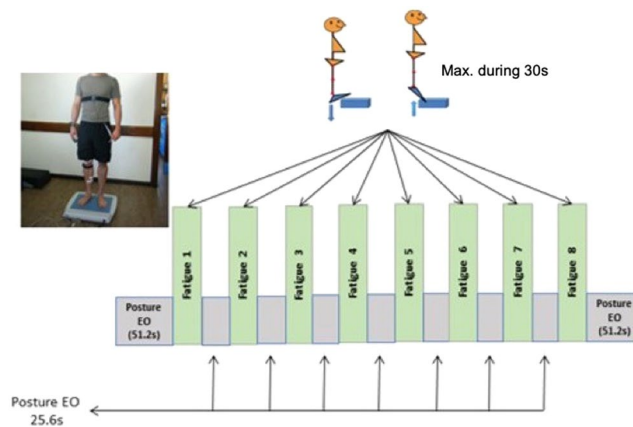 Max. during 30s
Fatigue 1
Fatigue 2
Fatigue 3
Fatigue 4
Fatigue 5
Fatigue 6
Fatigue 7
Fatigue 8
Posture
EO
(51.2s)
Posture
EO
(51.2s)
Posture EO
25.6s